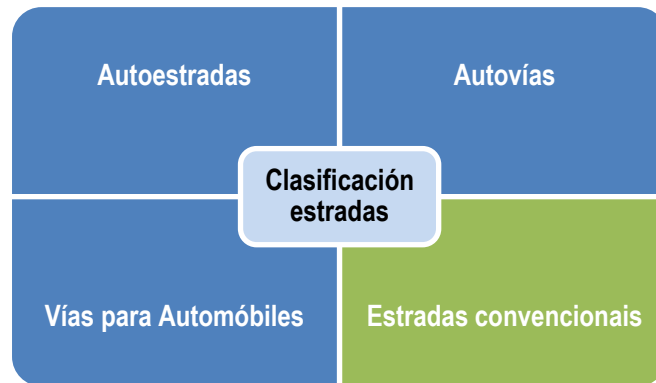 Autoestradas
Autovías
Clasificación
estradas
Vías para Automóbiles
Estradas convencionais